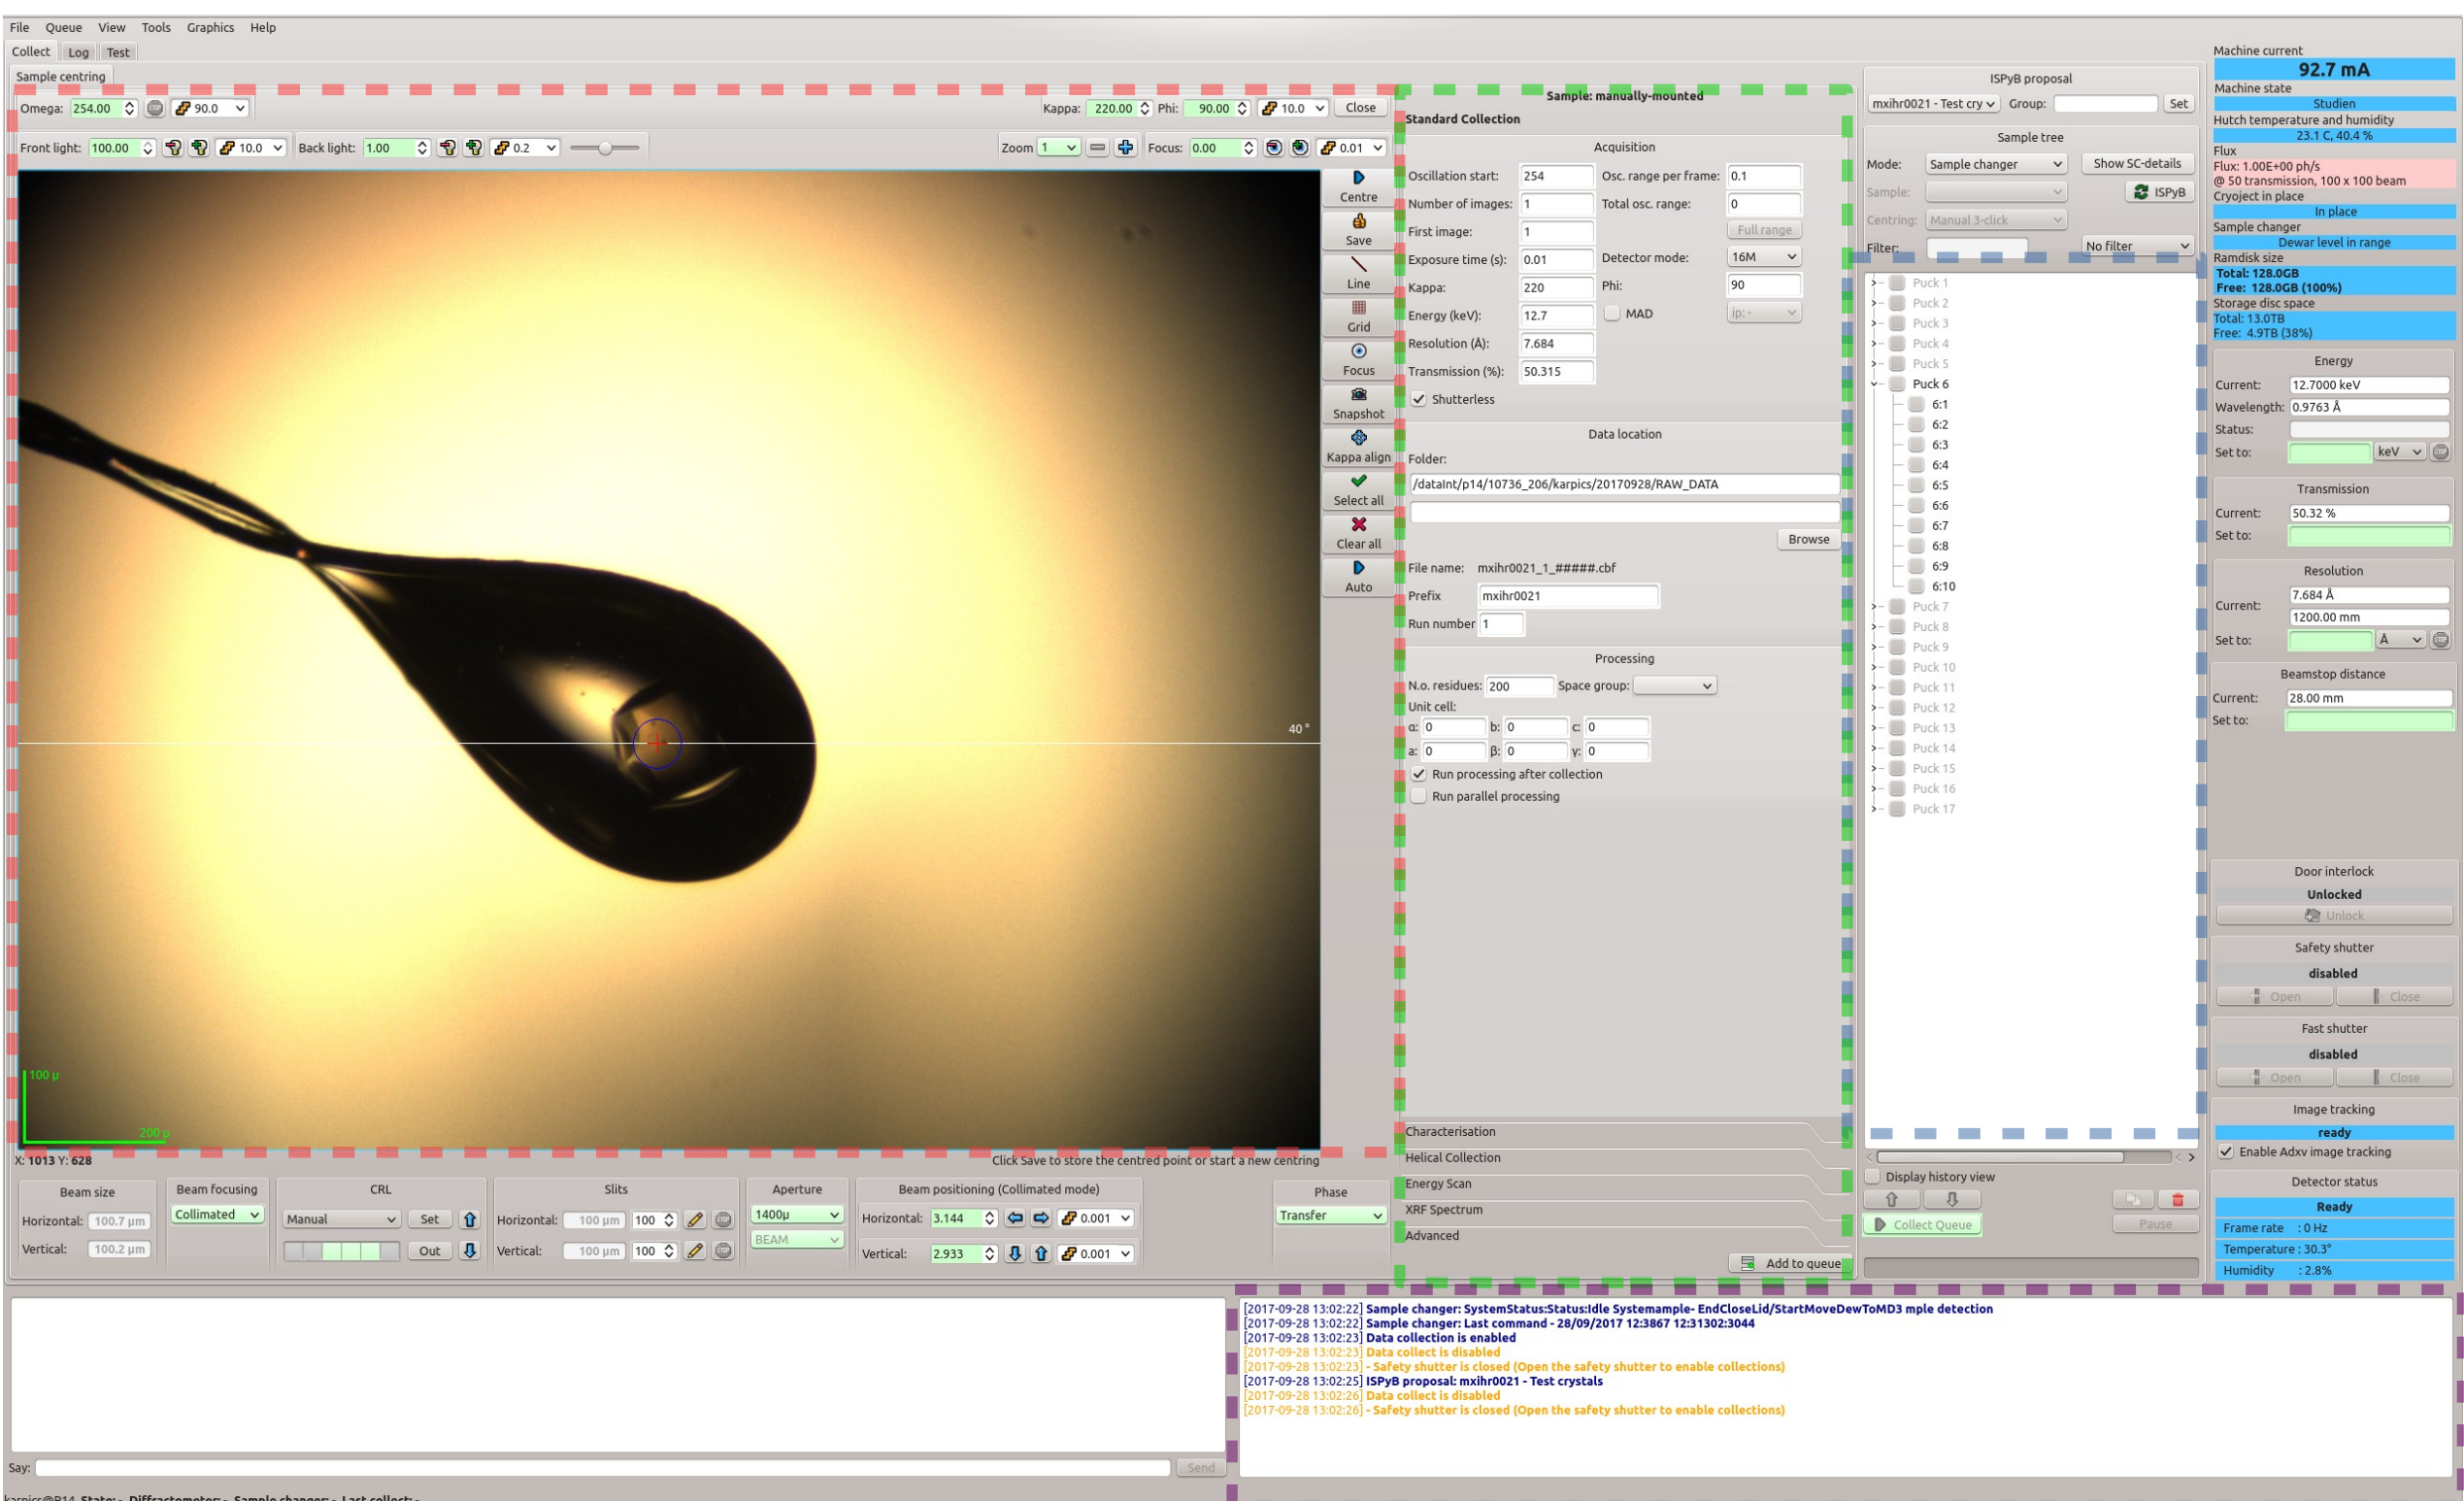 File Queue View Tools Graphics Help
Collect Log Test
Sample centring
Omega: 254.00 STOP 90.0
Kappa: 220.00 Phi: 90.00 10.0 Close
Front light: 100.00 10.0 Back light: 1.00 0.2
Zoom 1 Focus: 0.00 0.01
Centre
Save
Line
Grid
Focus
Snapshot
Kappa align
Select all
Clear all
Auto
40 °
100 μ
200 μ
X: 1013 Y: 628
Click Save to store the centred point or start a new centring
Beam size
Horizontal: 100.7 μm
Vertical: 100.2 μm
Beam focusing
Collimated
CRL
Manual Set
Out
Slits
Horizontal: 100 μm 100
Vertical: 100 μm 100
Aperture
1400μ
BEAM
Beam positioning (Collimated mode)
Horizontal: 3.144 0.001
Vertical: 2.933 0.001
Phase
Transfer
Sample: manually-mounted
Standard Collection
Acquisition
Oscillation start: 254 Osc. range per frame: 0.1
Number of images: 1 Total osc. range: 0
First image: 1 Full range
Exposure time (s): 0.01 Detector mode: 16M
Kappa: 220 Phi: 90
Energy (keV): 12.7 MAD ip: -
Resolution (Å): 7.684
Transmission (%): 50.315
Shutterless
Data location
Folder:
/dataInt/p14/10736_206/karpics/20170928/RAW_DATA
Browse
File name: mxihr0021_1_#####.cbf
Prefix mxihr0021
Run number 1
Processing
N.o. residues: 200 Space group:
Unit cell:
α: 0 b: 0 c: 0
a: 0 β: 0 γ: 0
Run processing after collection
Run parallel processing
Characterisation
Helical Collection
Energy Scan
XRF Spectrum
Advanced
Add to queue
ISPyB proposal
mxihr0021 - Test cry Group: Set
Sample tree
Mode: Sample changer Show SC-details
Sample: ISPyB
Centring: Manual 3-click
Filter: No filter
Puck 1
Puck 2
Puck 3
Puck 4
Puck 5
Puck 6
6:1
6:2
6:3
6:4
6:5
6:6
6:7
6:8
6:9
6:10
Puck 7
Puck 8
Puck 9
Puck 10
Puck 11
Puck 12
Puck 13
Puck 14
Puck 15
Puck 16
Puck 17
Display history view
Collect Queue Pause
Machine current
92.7 mA
Machine state
Studien
Hutch temperature and humidity
23.1 C, 40.4 %
Flux
Flux: 1.00E+00 ph/s
@ 50 transmission, 100 x 100 beam
Cryoject in place
In place
Sample changer
Dewar level in range
Ramdisk size
Total: 128.0GB
Free: 128.0GB (100%)
Storage disc space
Total: 13.0TB
Free: 4.9TB (38%)
Energy
Current: 12.7000 keV
Wavelength: 0.9763 Å
Status:
Set to: keV
Transmission
Current: 50.32 %
Set to:
Resolution
Current: 7.684 Å
1200.00 mm
Set to: Å
Beamstop distance
Current: 28.00 mm
Set to:
Door interlock
Unlocked
Unlock
Safety shutter
disabled
Open Close
Fast shutter
disabled
Open Close
Image tracking
ready
Enable Adxv image tracking
Detector status
Ready
Frame rate : 0 Hz
Temperature : 30.3°
Humidity : 2.8%
[2017-09-28 13:02:22] Sample changer: SystemStatus:Status:Idle Systemample- EndCloseLid/StartMoveDewToMD3 mple detection
[2017-09-28 13:02:22] Sample changer: Last command - 28/09/2017 12:3867 12:31302:3044
[2017-09-28 13:02:23] Data collection is enabled
[2017-09-28 13:02:23] Data collect is disabled
[2017-09-28 13:02:23] - Safety shutter is closed (Open the safety shutter to enable collections)
[2017-09-28 13:02:25] ISPyB proposal: mxihr0021 - Test crystals
[2017-09-28 13:02:26] Data collect is disabled
[2017-09-28 13:02:26] - Safety shutter is closed (Open the safety shutter to enable collections)
Say: Send
karpics@P14 State: - Diffractometer: - Sample changer: - Last collect: -